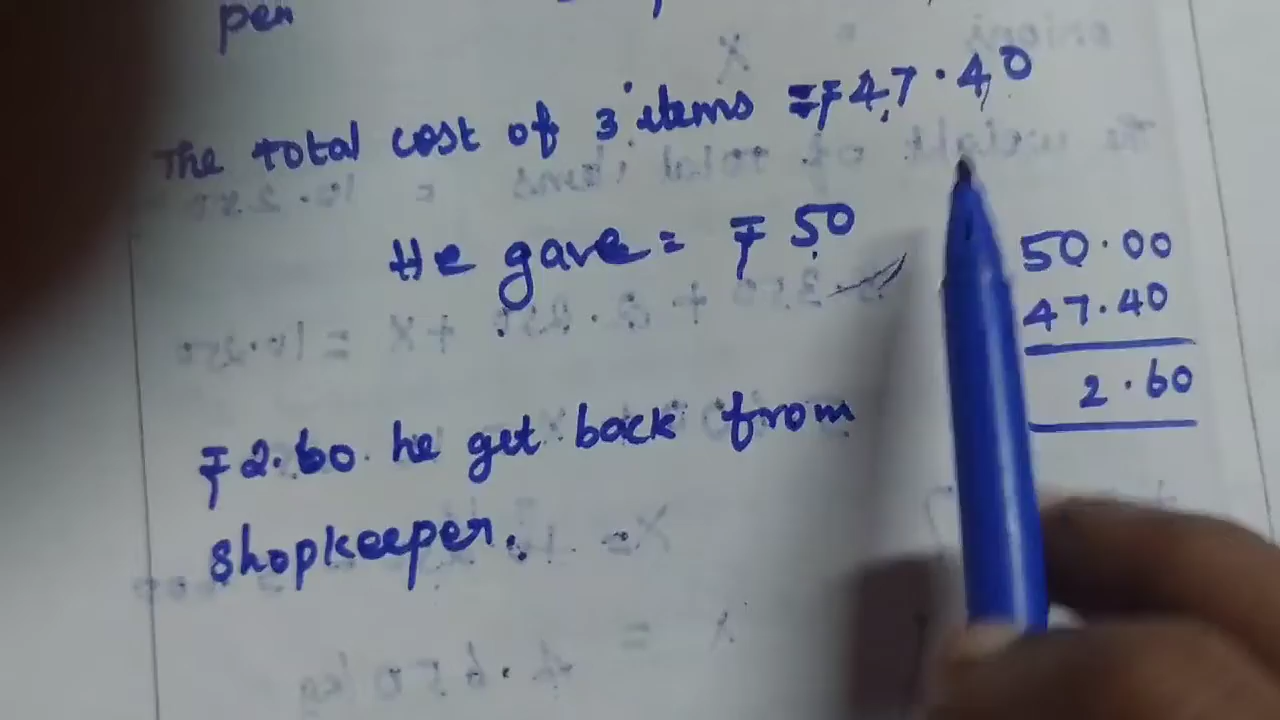 pen
The total cost of 3 items = ₹47.40
He gave = ₹ 50
50.00
47.40
2.60
₹2.60. he get back from
shopkeeper.